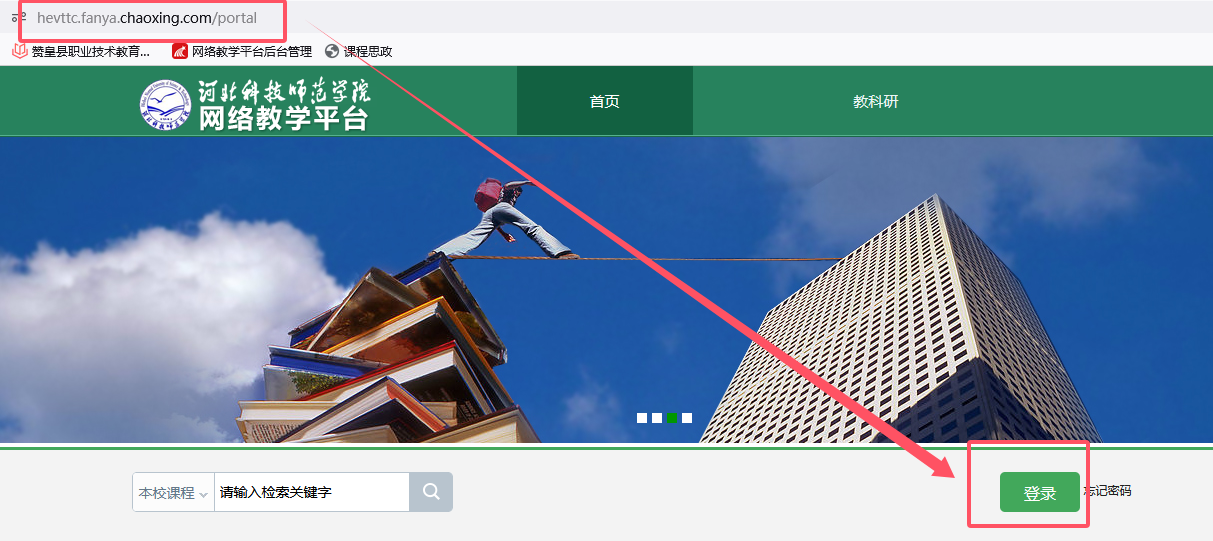 hevttc.fanya.chaoxing.com/portal
赞皇县职业技术教育... 网络教学平台后台管理 课程思政
河北科技师范学院
网络教学平台
首页 教科研
本校课程 请输入检索关键字 登录 忘记密码